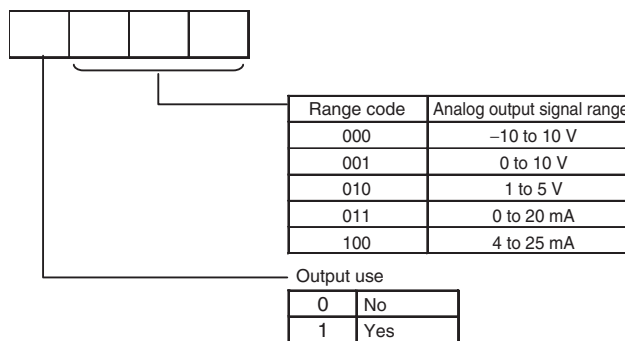 Range code Analog output signal range
000 –10 to 10 V
001 0 to 10 V
010 1 to 5 V
011 0 to 20 mA
100 4 to 25 mA
Output use
0 No
1 Yes